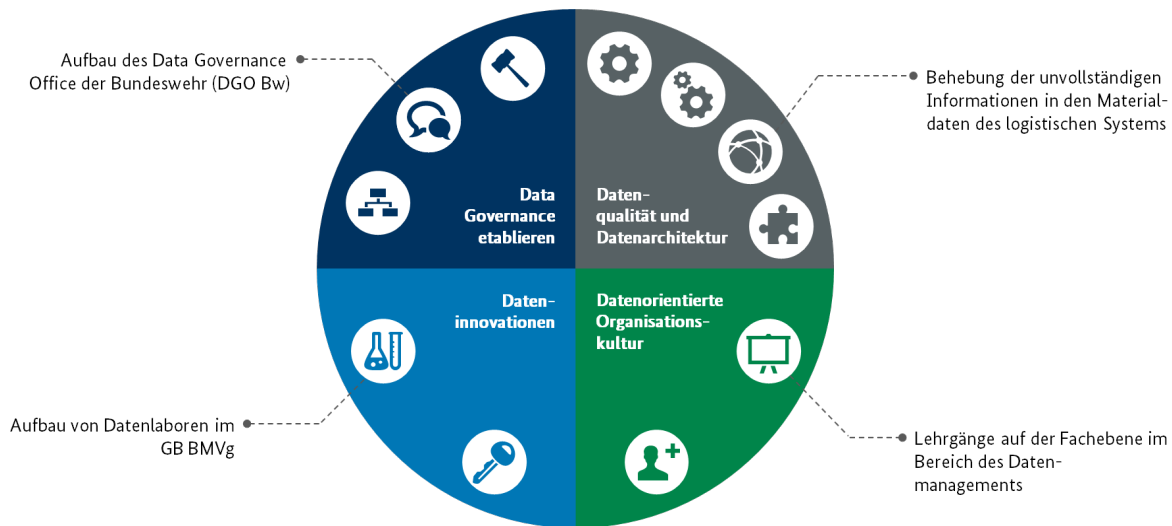 Aufbau des Data Governance
Office der Bundeswehr (DGO Bw)
Behebung der unvollständigen
Informationen in den Material-
daten des logistischen Systems
Data
Governance
etablieren
Daten-
qualität und
Datenarchitektur
Daten-
innovationen
Datenorientierte
Organisations-
kultur
Aufbau von Datenlaboren im
GB BMVg
Lehrgänge auf der Fachebene im
Bereich des Daten-
managements